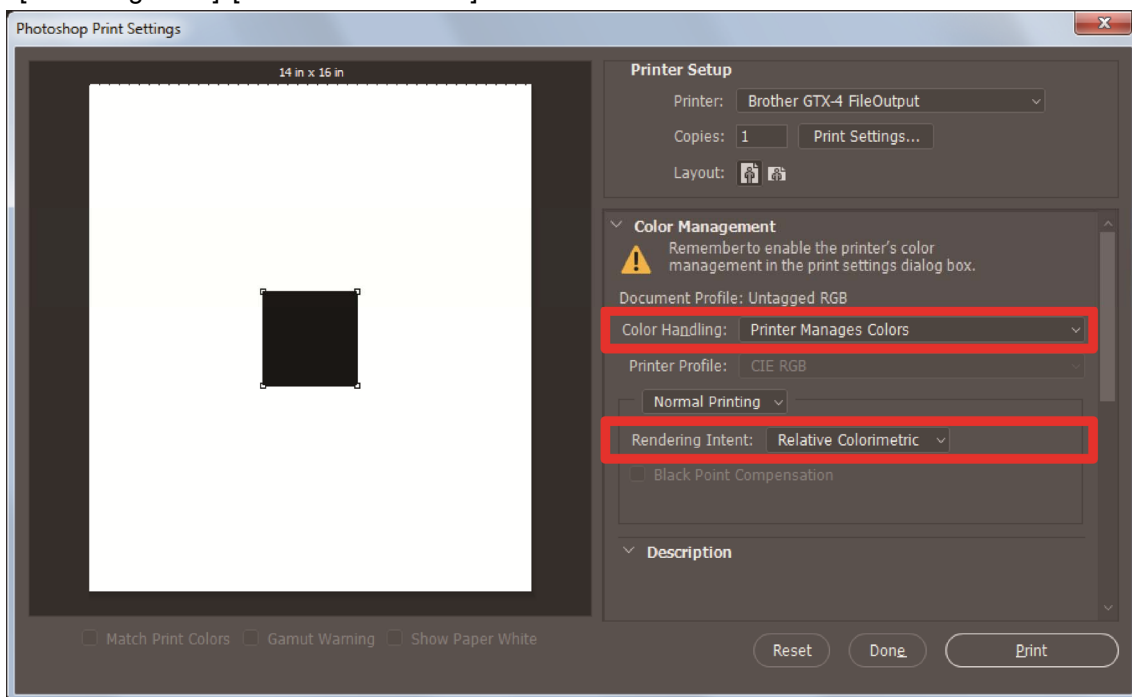 Photoshop Print Settings
14 in x 16 in
Printer Setup
Printer: Brother GTX-4 FileOutput
Copies: 1 Print Settings...
Layout:
Color Management
Remember to enable the printer's color
management in the print settings dialog box.
Document Profile: Untagged RGB
Color Handling: Printer Manages Colors
Printer Profile: CIE RGB
Normal Printing
Rendering Intent: Relative Colorimetric
Black Point Compensation
Description
Match Print Colors Gamut Warning Show Paper White
Reset Done Print